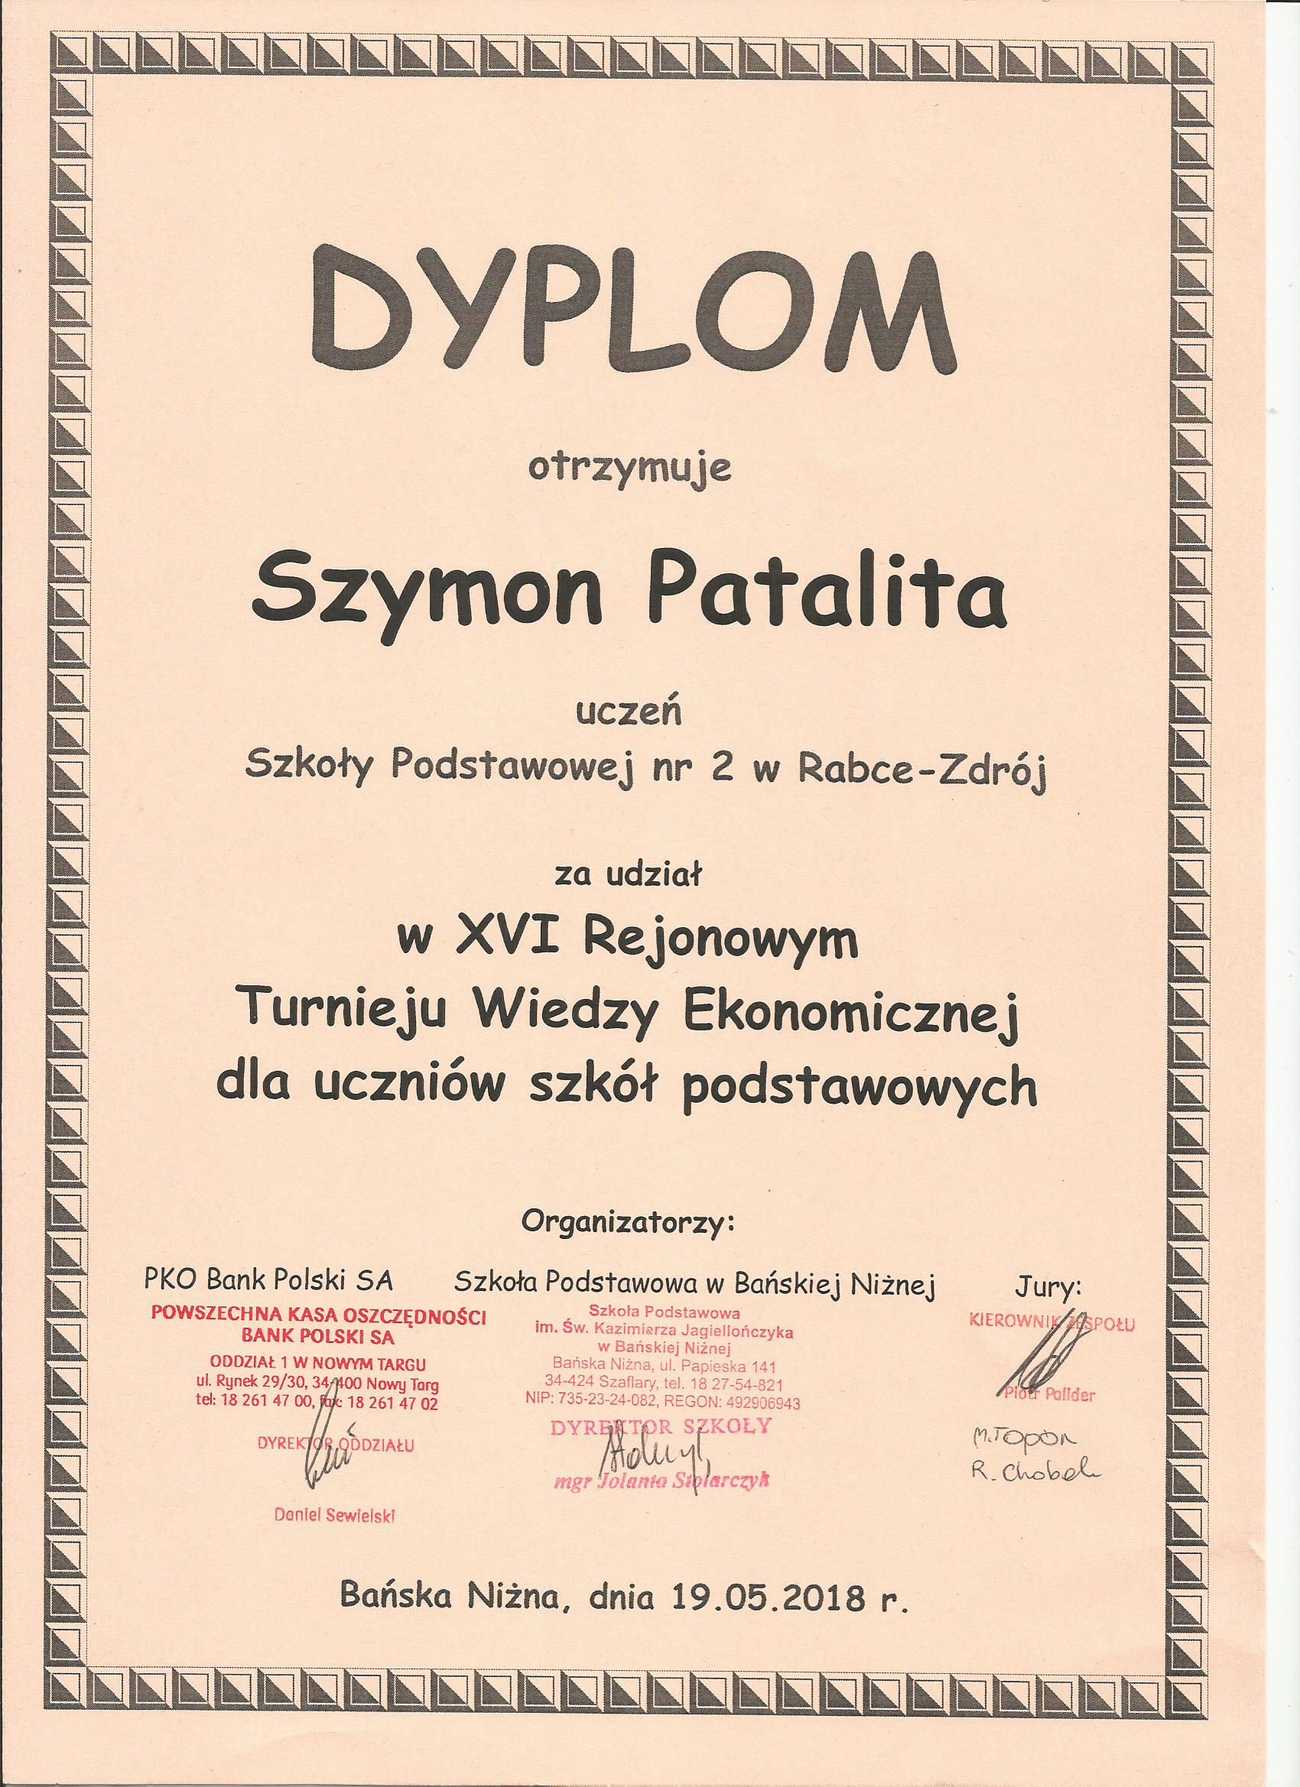 DYPLOM
otrzymuje
Szymon Patalita
uczeń
Szkoły Podstawowej nr 2 w Rabce-Zdrój
za udział
w XVI Rejonowym
Turnieju Wiedzy Ekonomicznej
dla uczniów szkół podstawowych
Organizatorzy:
PKO Bank Polski SA
POWSZECHNA KASA OSZCZĘDNOŚCI
BANK POLSKI SA
ODDZIAŁ 1 W NOWYM TARGU
ul. Rynek 29/30, 34-400 Nowy Targ
tel: 18 261 47 00, fax: 18 261 47 02
DYREKTOR ODDZIAŁU
Daniel Sewielski
Szkoła Podstawowa w Bańskiej Niżnej
Szkoła Podstawowa
im. Św. Kazimierza Jagiellończyka
w Bańskiej Niżnej
Bańska Niżna, ul. Papieska 141
34-424 Szaflary, tel. 18 27-54-821
NIP: 735-23-24-082, REGON: 492906943
DYREKTOR SZKOŁY
mgr Jolanta Stolarczyk
Jury:
KIEROWNIK ZESPOŁU
Piotr
M. Topor
R. Chobak
Bańska Niżna, dnia 19.05.2018 r.